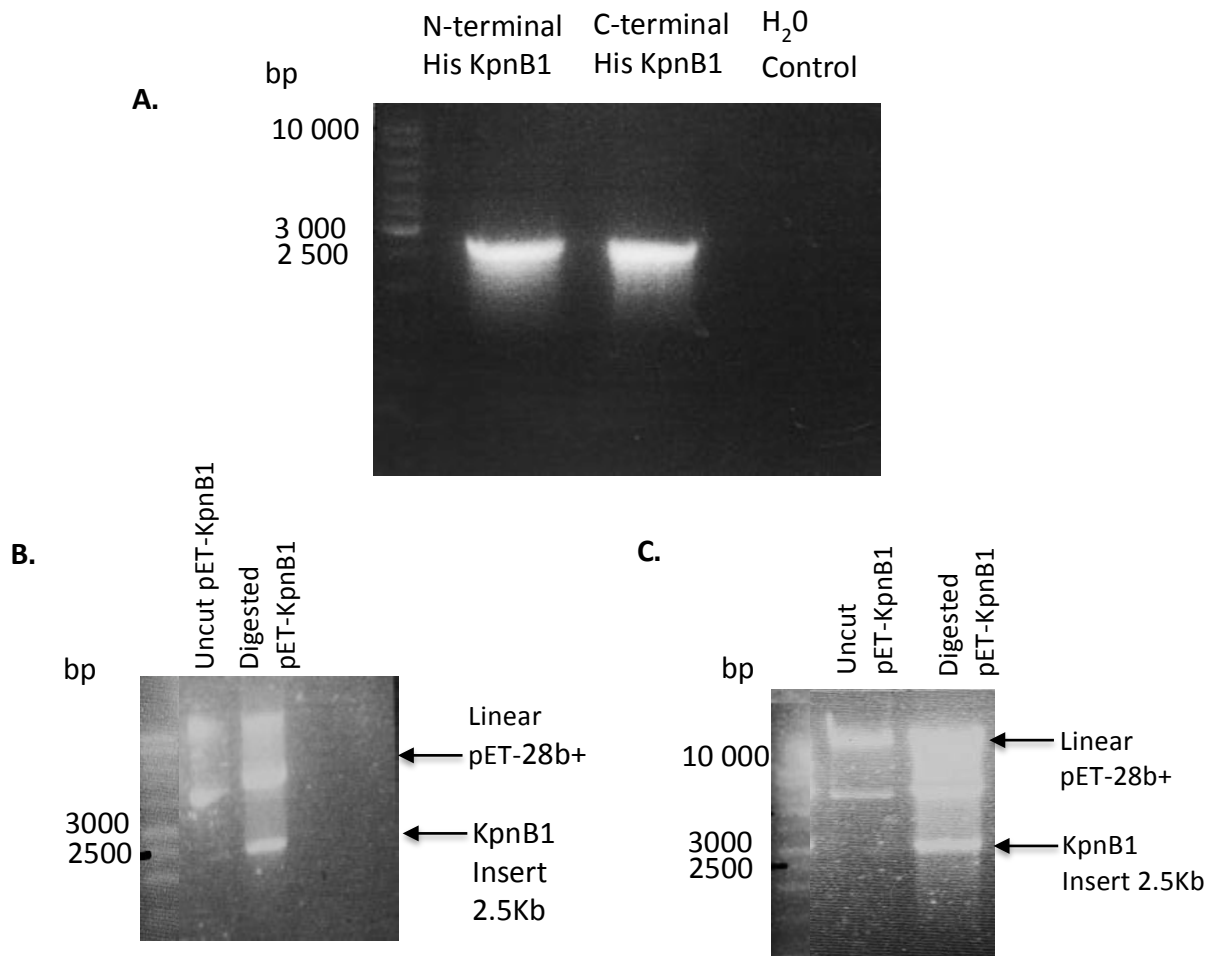 N-terminal
His KpnB1
C-terminal
His KpnB1
H₂0
Control
bp
A.
10 000
3 000
2 500
B.
Uncut pET-KpnB1
Digested
pET-KpnB1
bp
3000
2500
Linear
pET-28b+
KpnB1
Insert
2.5Kb
C.
Uncut
pET-KpnB1
Digested
pET-KpnB1
bp
10 000
3000
2500
Linear
pET-28b+
KpnB1
Insert 2.5Kb